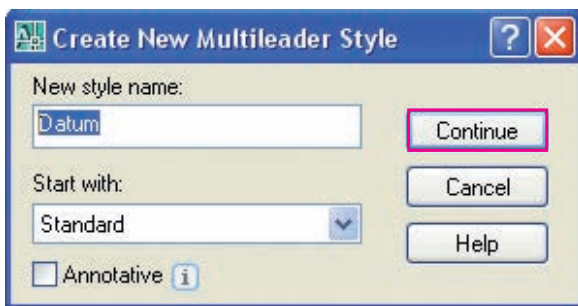 Create New Multileader Style
New style name:
Datum
Continue
Start with:
Cancel
Standard
Help
Annotative